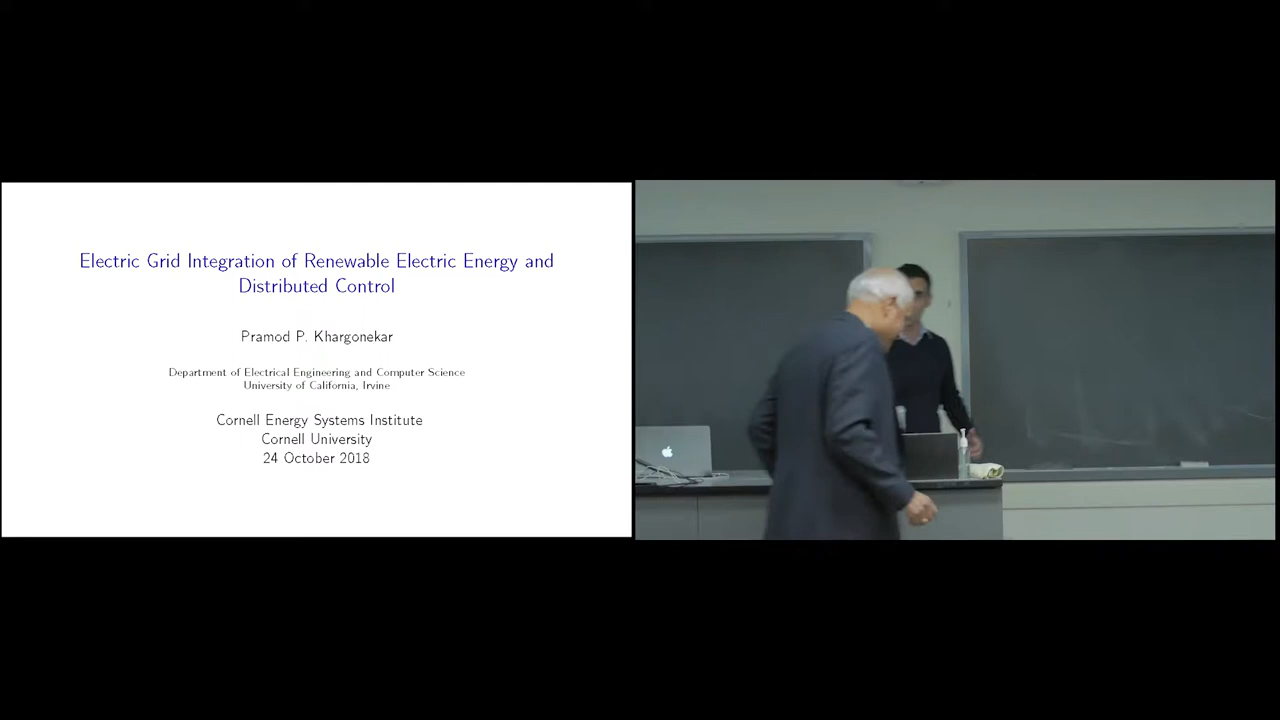 Electric Grid Integration of Renewable Electric Energy and
Distributed Control
Pramod P. Khargonekar
Department of Electrical Engineering and Computer Science
University of California, Irvine
Cornell Energy Systems Institute
Cornell University
24 October 2018